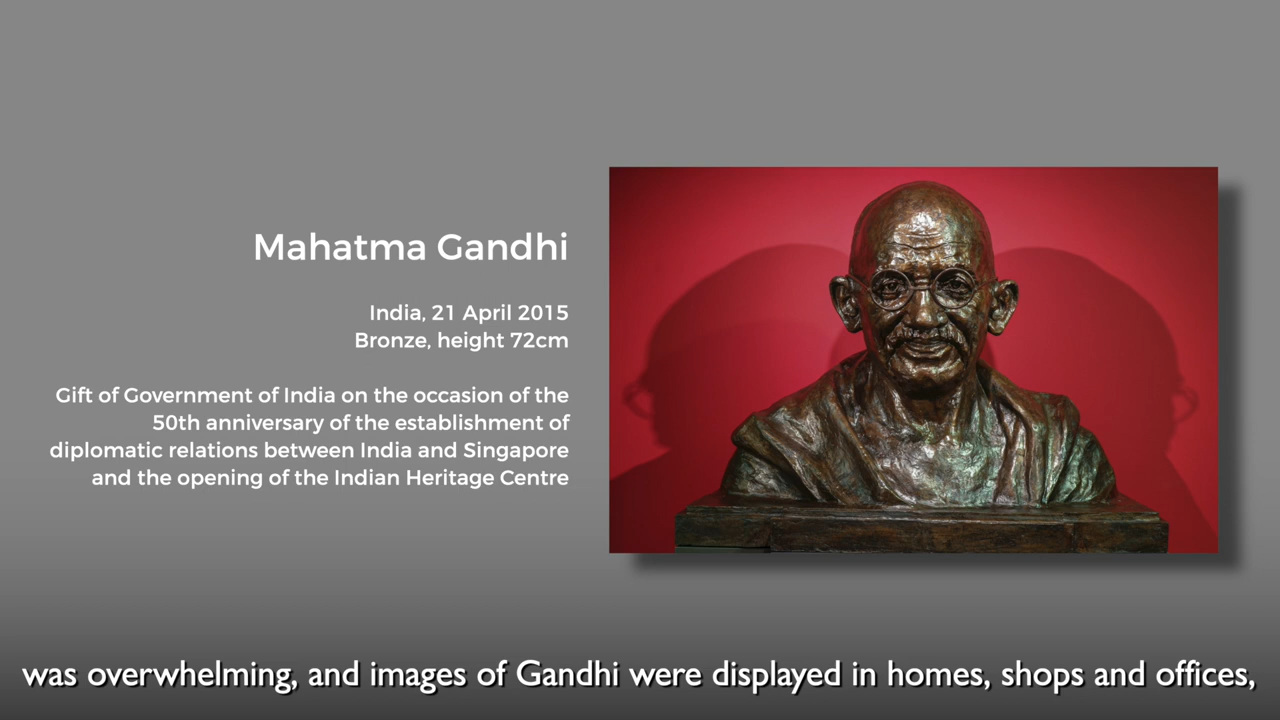 Mahatma Gandhi
India, 21 April 2015
Bronze, height 72cm
Gift of Government of India on the occasion of the
50th anniversary of the establishment of
diplomatic relations between India and Singapore
and the opening of the Indian Heritage Centre
was overwhelming, and images of Gandhi were displayed in homes, shops and offices,